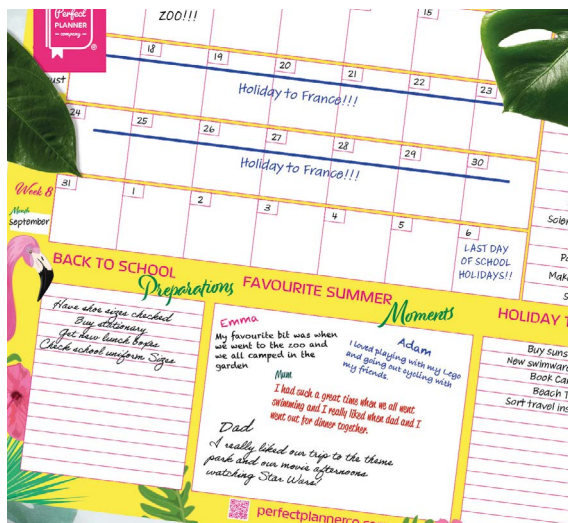 Perfect
PLANNER
company
®
ZOO!!!
15
18
19
20
21
22
23
ust
Holiday to France!!!
24
25
26
27
28
29
30
Holiday to France!!!
31
1
2
3
4
5
6
Week 8
Month
September
LAST DAY
OF SCHOOL
HOLIDAYS!!
BACK TO SCHOOL
Preparations
Have shoe sizes checked
Buy stationary
Get new lunch boxes
Check school uniform Sizes
FAVOURITE SUMMER
Moments
Emma
My favourite bit was when
we went to the zoo and
we all camped in the
garden
Adam
I loved playing with my Lego
and going out cycling with
my friends.
Mum
I had such a great time when we all went
swimming and I really liked when dad and I
went out for dinner together.
Dad
I really liked our trip to the theme
park and our movie afternoons
watching Star Wars!
Scien
Pa
Make
S
HOLIDAY T
Buy suns
New swimware
Book Car
Beach T
Sort travel ins
perfectplannerco